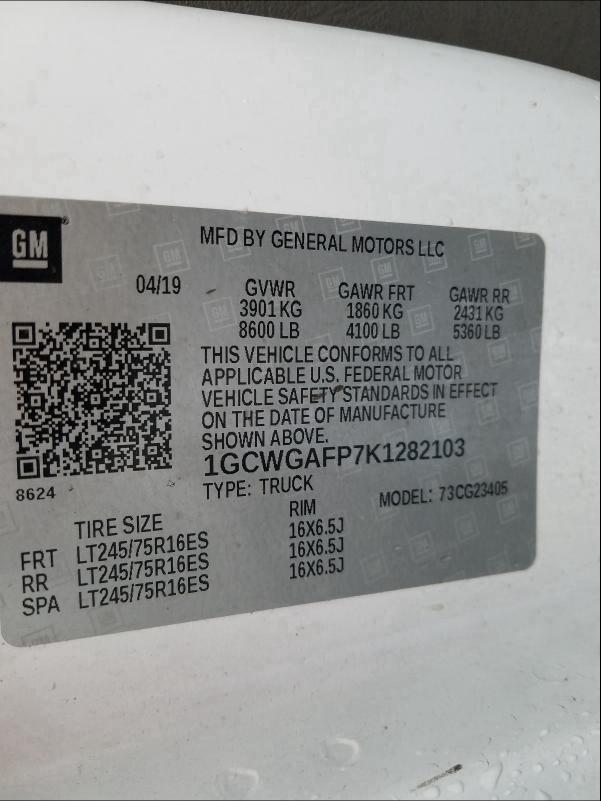 GM
MFD BY GENERAL MOTORS LLC
04/19 GVWR GAWR FRT GAWR RR
3901 KG 1860 KG 2431 KG
8600 LB 4100 LB 5360 LB
THIS VEHICLE CONFORMS TO ALL
APPLICABLE U.S. FEDERAL MOTOR
VEHICLE SAFETY STANDARDS IN EFFECT
ON THE DATE OF MANUFACTURE
SHOWN ABOVE.
1GCWGAFP7K1282103
8624
TYPE: TRUCK MODEL: 73CG23405
TIRE SIZE RIM
FRT LT245/75R16ES 16X6.5J
RR LT245/75R16ES 16X6.5J
SPA LT245/75R16ES 16X6.5J